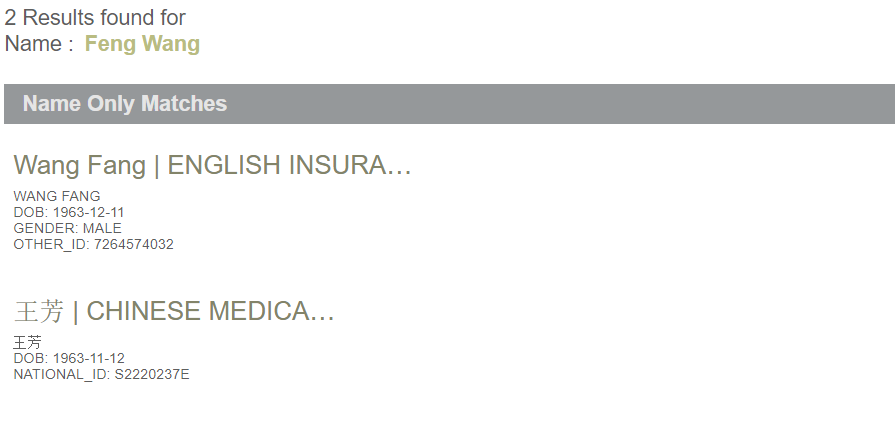 2 Results found for
Name : Feng Wang
Name Only Matches
Wang Fang | ENGLISH INSURA…
WANG FANG
DOB: 1963-12-11
GENDER: MALE
OTHER_ID: 7264574032
王芳 | CHINESE MEDICA…
王芳
DOB: 1963-11-12
NATIONAL_ID: S2220237E